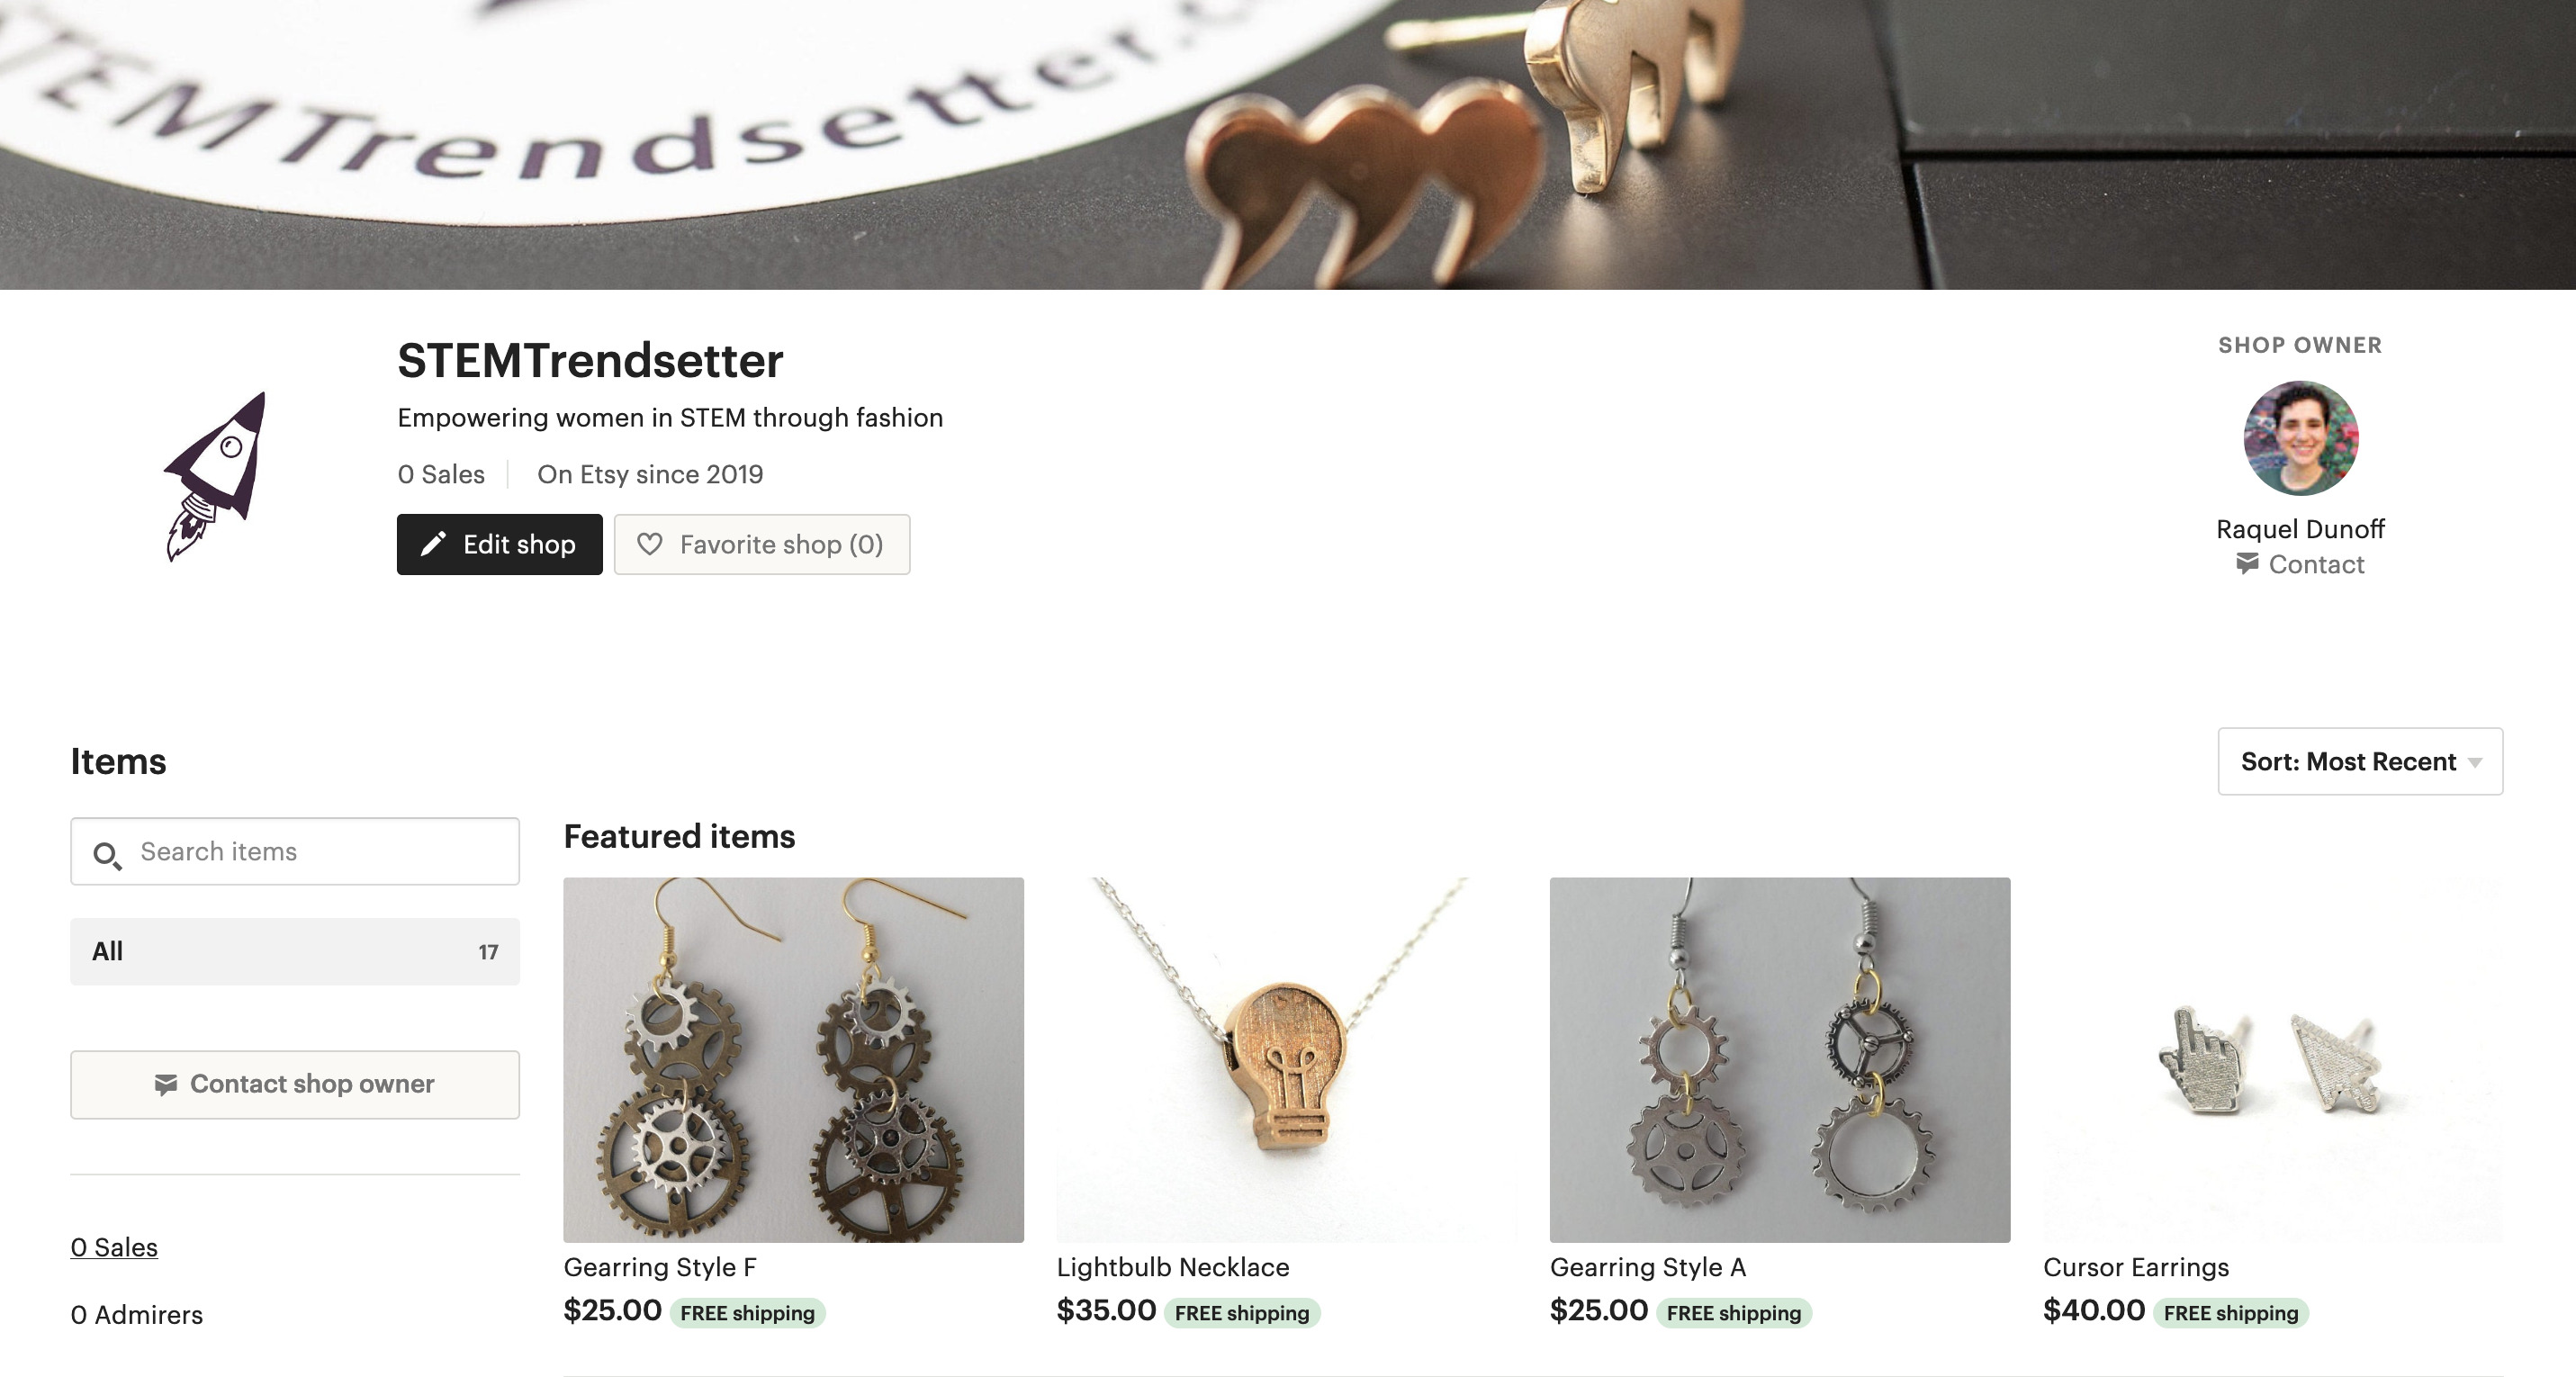 STEMTrendsetter.c
STEMTrendsetter
Empowering women in STEM through fashion
0 Sales
On Etsy since 2019
Edit shop
Favorite shop (0)
SHOP OWNER
Raquel Dunoff
Contact
Items
Sort: Most Recent
Search items
All
17
Contact shop owner
0 Sales
0 Admirers
Featured items
Gearring Style F
$25.00 FREE shipping
Lightbulb Necklace
$35.00 FREE shipping
Gearring Style A
$25.00 FREE shipping
Cursor Earrings
$40.00 FREE shipping